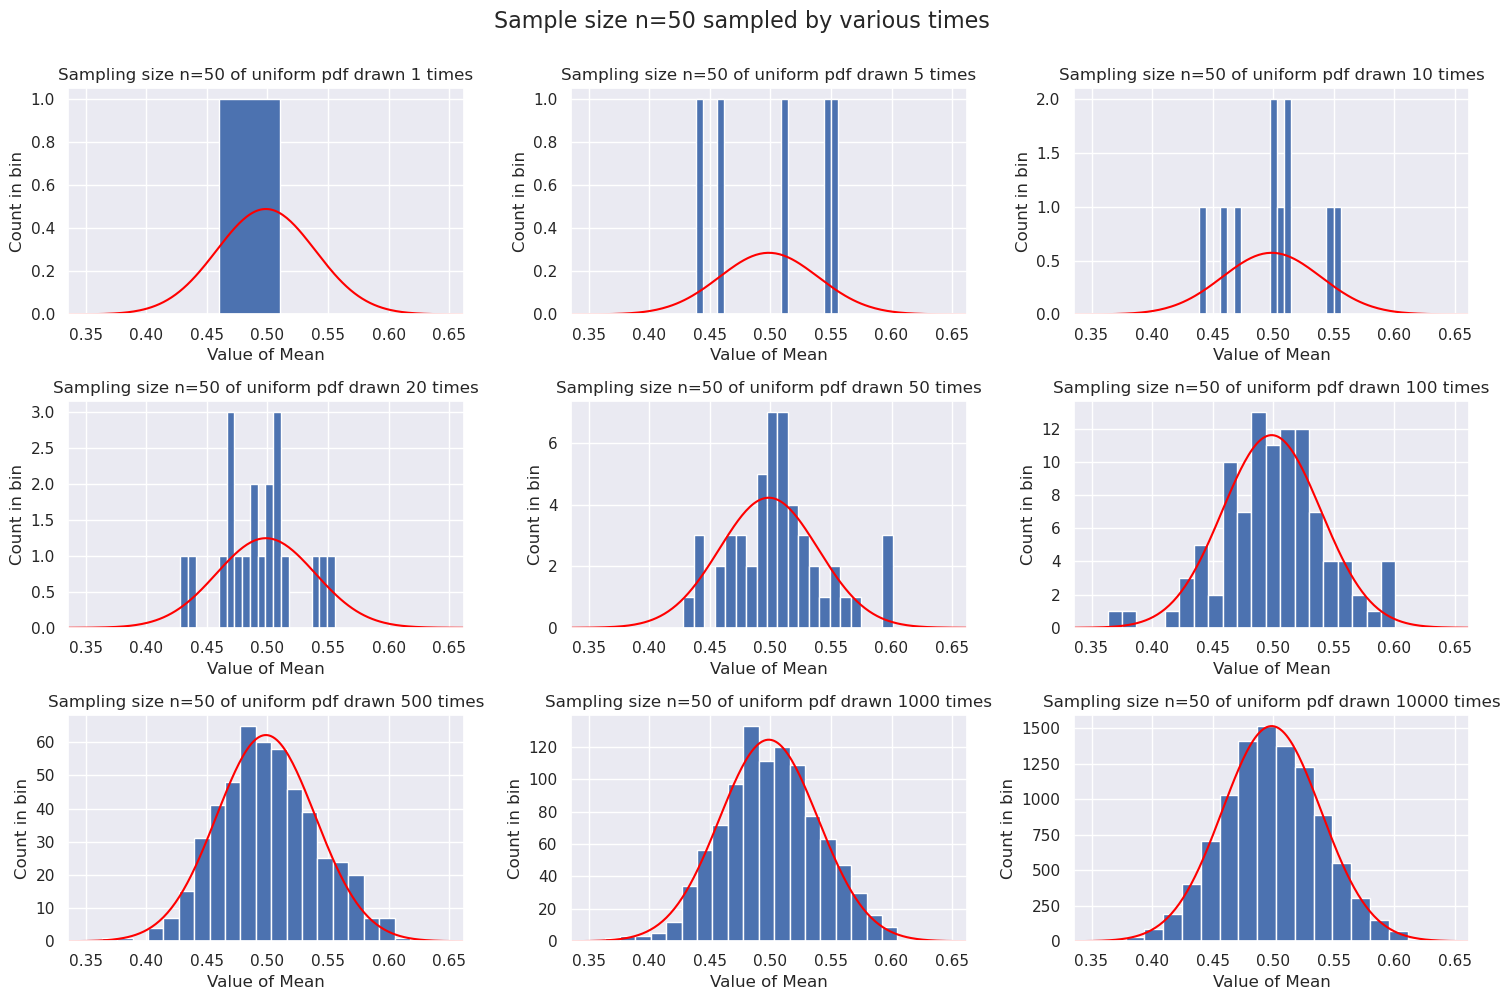 Sample size n=50 sampled by various times
Sampling size n=50 of uniform pdf drawn 1 times
1.0
0.8
0.6
0.4
0.2
0.0
Count in bin
0.35 0.40 0.45 0.50 0.55 0.60 0.65
Value of Mean
Sampling size n=50 of uniform pdf drawn 5 times
1.0
0.8
0.6
0.4
0.2
0.0
Count in bin
0.35 0.40 0.45 0.50 0.55 0.60 0.65
Value of Mean
Sampling size n=50 of uniform pdf drawn 10 times
2.0
1.5
1.0
0.5
0.0
Count in bin
0.35 0.40 0.45 0.50 0.55 0.60 0.65
Value of Mean
Sampling size n=50 of uniform pdf drawn 20 times
3.0
2.5
2.0
1.5
1.0
0.5
0.0
Count in bin
0.35 0.40 0.45 0.50 0.55 0.60 0.65
Value of Mean
Sampling size n=50 of uniform pdf drawn 50 times
6
4
2
0
Count in bin
0.35 0.40 0.45 0.50 0.55 0.60 0.65
Value of Mean
Sampling size n=50 of uniform pdf drawn 100 times
12
10
8
6
4
2
0
Count in bin
0.35 0.40 0.45 0.50 0.55 0.60 0.65
Value of Mean
Sampling size n=50 of uniform pdf drawn 500 times
60
50
40
30
20
10
0
Count in bin
0.35 0.40 0.45 0.50 0.55 0.60 0.65
Value of Mean
Sampling size n=50 of uniform pdf drawn 1000 times
120
100
80
60
40
20
0
Count in bin
0.35 0.40 0.45 0.50 0.55 0.60 0.65
Value of Mean
Sampling size n=50 of uniform pdf drawn 10000 times
1500
1250
1000
750
500
250
0
Count in bin
0.35 0.40 0.45 0.50 0.55 0.60 0.65
Value of Mean